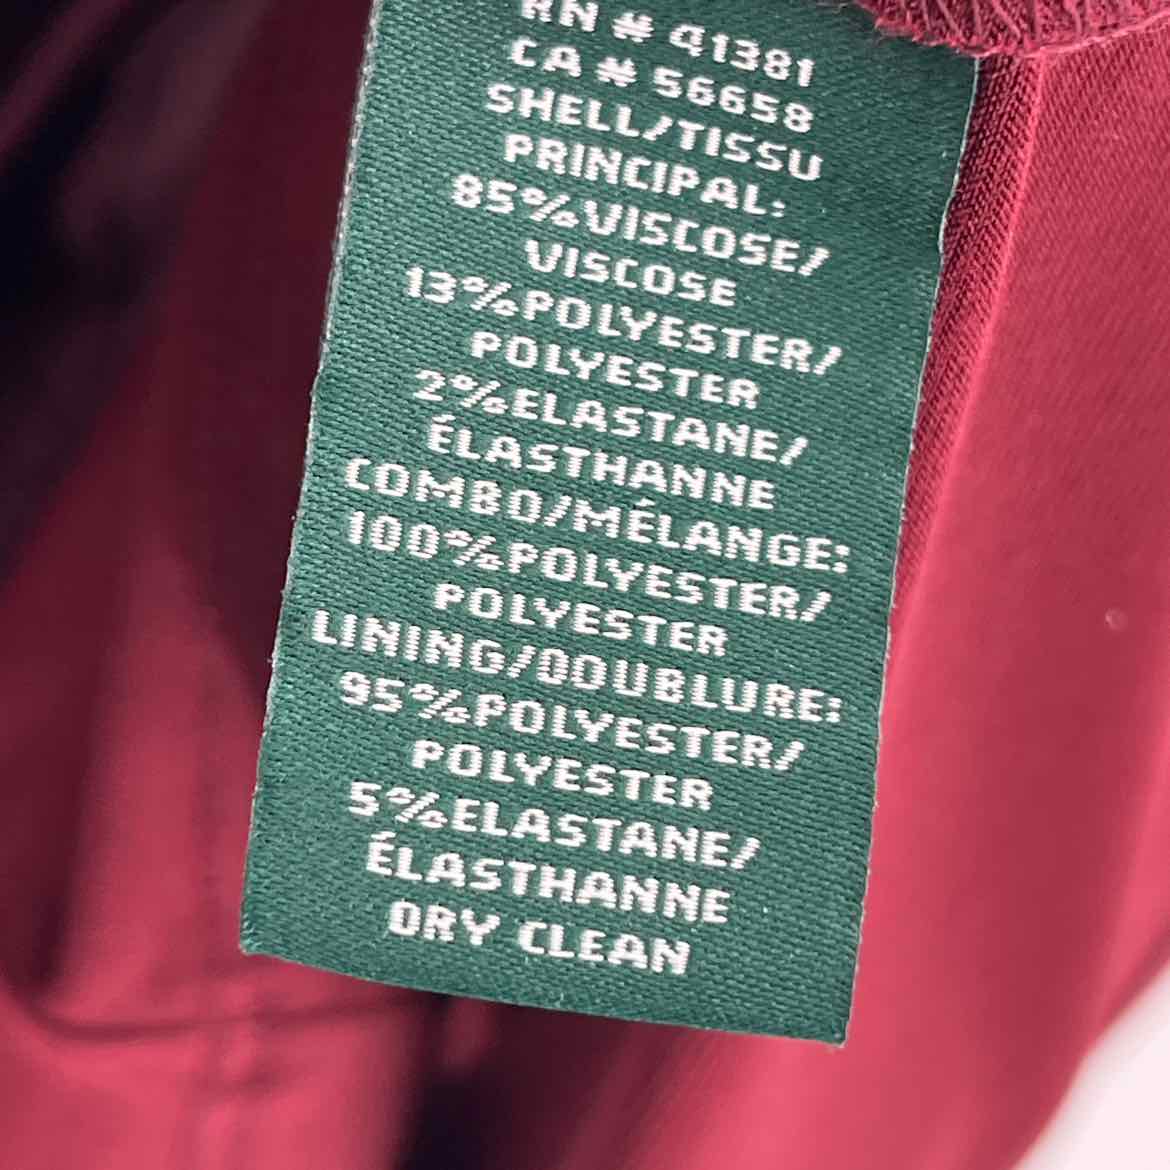 RN # 41381
CA # 56658
SHELL/TISSU
PRINCIPAL:
85%VISCOSE/
VISCOSE
13%POLYESTER/
POLYESTER
2%ELASTANE/
ÉLASTHANNE
COMBO/MÉLANGE:
100%POLYESTER/
POLYESTER
LINING/DOUBLURE:
95%POLYESTER/
POLYESTER
5%ELASTANE/
ÉLASTHANNE
DRY CLEAN